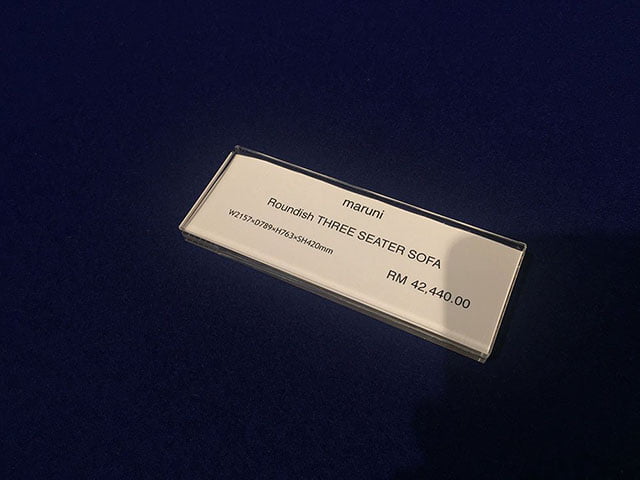 maruni
Roundish THREE SEATER SOFA
W2157×D789×H763×SH420mm
RM 42,440.00